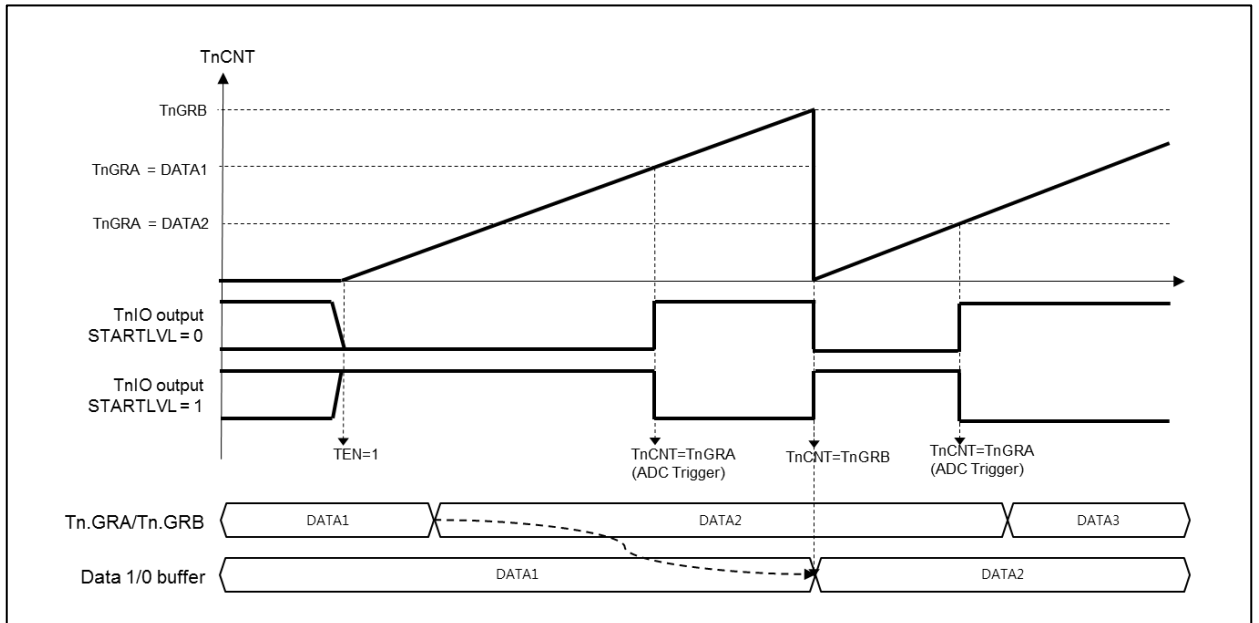 TnCNT
TnGRB
TnGRA = DATA1
TnGRA = DATA2
TnIO output
STARTLVL = 0
TnIO output
STARTLVL = 1
TEN=1
TnCNT=TnGRA
(ADC Trigger)
TnCNT=TnGRB
TnCNT=TnGRA
(ADC Trigger)
Tn.GRA/Tn.GRB
DATA1
DATA2
DATA3
Data 1/0 buffer
DATA1
DATA2